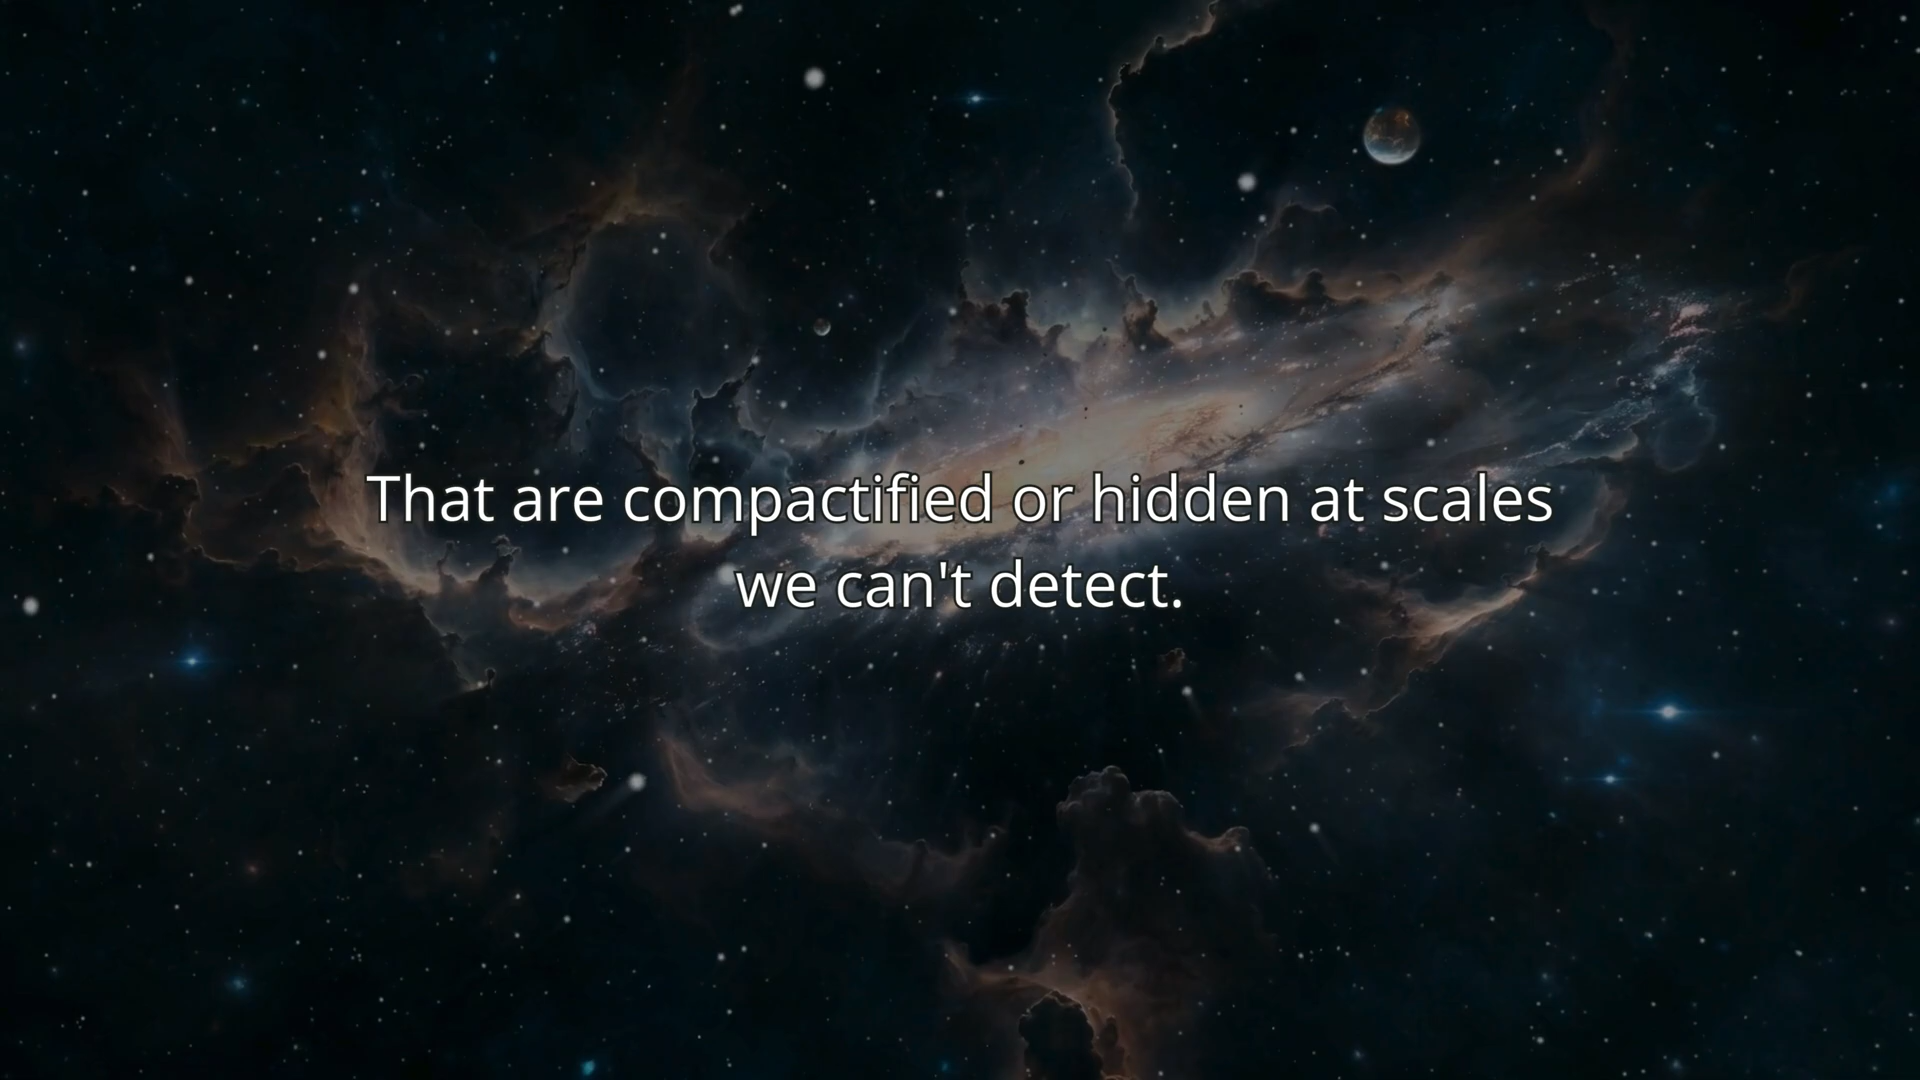 That are compactified or hidden at scales
we can't detect.